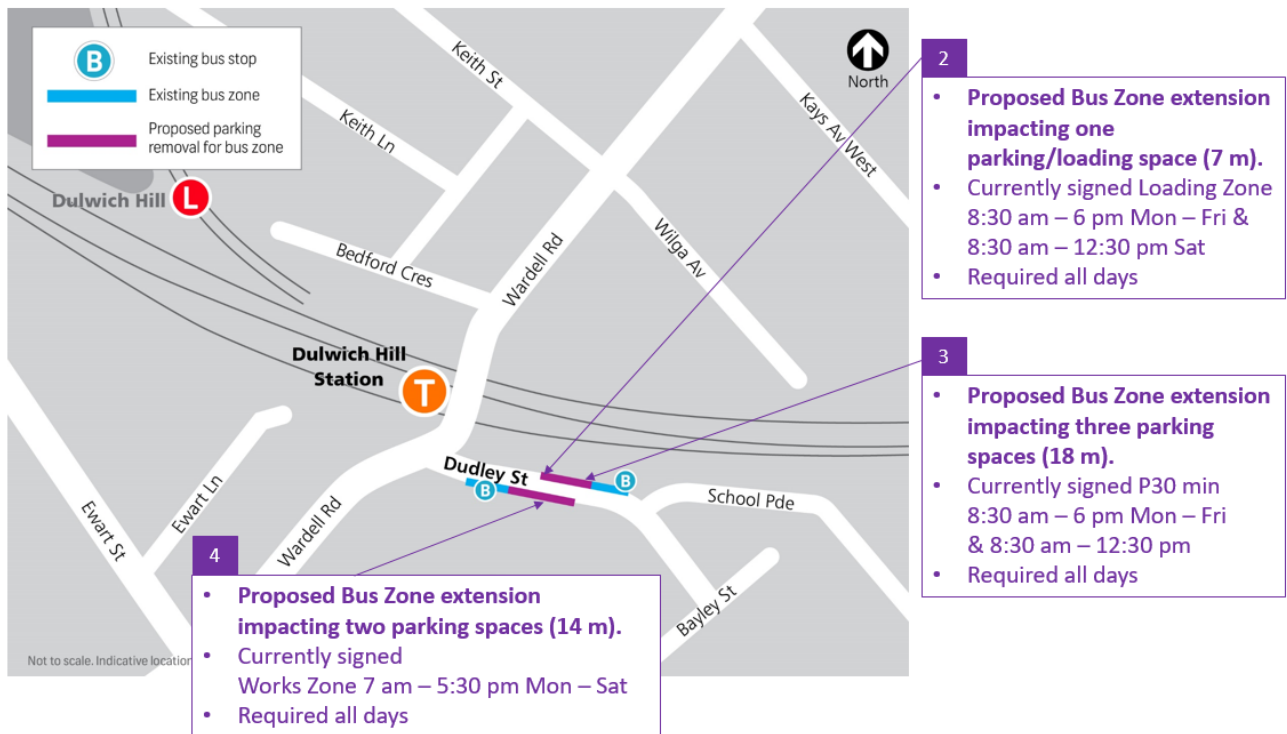 B
Existing bus stop
Existing bus zone
Proposed parking
removal for bus zone
North
Keith St
Keith Ln
Kays Av West
Dulwich Hill
L
Bedford Cres
Wardell Rd
Wilga Av
Dulwich Hill
Station
T
Dudley St
B
B
School Pde
Ewart Ln
Ewart St
Wardell Rd
Bayley St
Not to scale. Indicative location
2
• Proposed Bus Zone extension
impacting one
parking/loading space (7 m).
• Currently signed Loading Zone
8:30 am – 6 pm Mon – Fri &
8:30 am – 12:30 pm Sat
• Required all days
3
• Proposed Bus Zone extension
impacting three parking
spaces (18 m).
• Currently signed P30 min
8:30 am – 6 pm Mon – Fri
& 8:30 am – 12:30 pm
• Required all days
4
• Proposed Bus Zone extension
impacting two parking spaces (14 m).
• Currently signed
Works Zone 7 am – 5:30 pm Mon – Sat
• Required all days